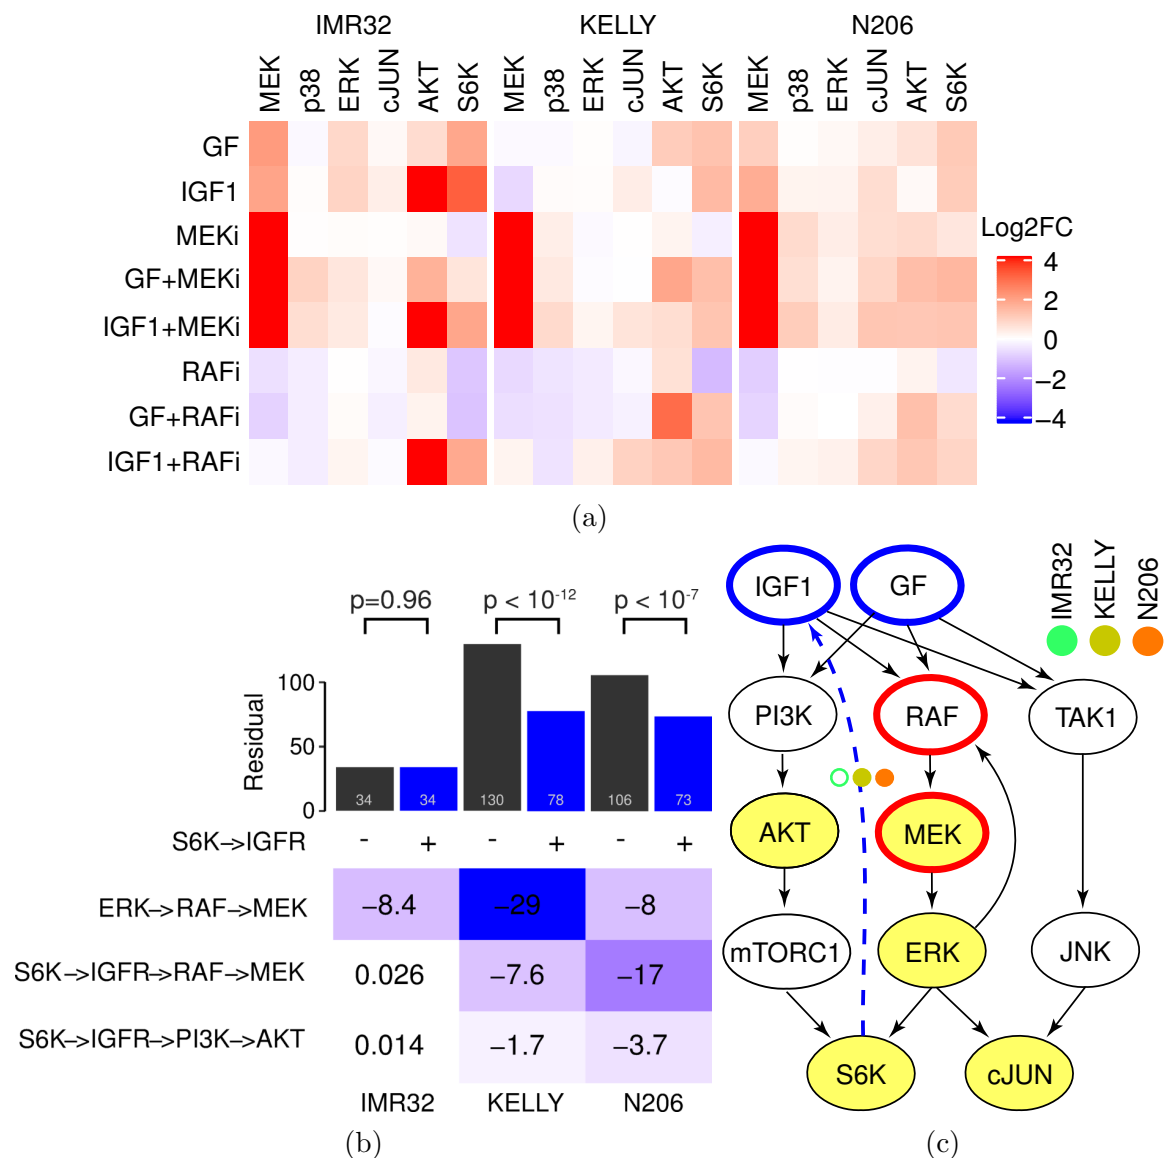 IMR32 KELLY N206
MEK p38 ERK cJUN AKT S6K MEK p38 ERK cJUN AKT S6K MEK p38 ERK cJUN AKT S6K
GF
IGF1
MEKi
GF+MEKi
IGF1+MEKi
RAFi
GF+RAFi
IGF1+RAFi
Log2FC
4
2
0
−2
−4
(a)
p=0.96 p < 10-12 p < 10-7
Residual
100
50
0
34 34 130 78 106 73
S6K−>IGFR - + - + - +
ERK−>RAF−>MEK −8.4 −29 −8
S6K−>IGFR−>RAF−>MEK 0.026 −7.6 −17
S6K−>IGFR−>PI3K−>AKT 0.014 −1.7 −3.7
IMR32 KELLY N206
(b)
IMR32 KELLY N206
IGF1 GF
PI3K RAF TAK1
AKT MEK
mTORC1 ERK JNK
S6K cJUN
(c)